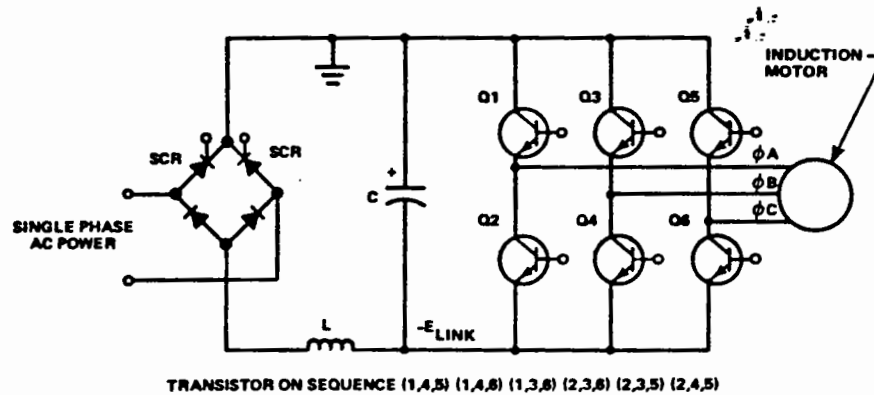 INDUCTION
MOTOR
Q1
Q3
Q5
SCR
SCR
ϕA
ϕB
ϕC
+
C
SINGLE PHASE
AC POWER
Q2
Q4
Q6
L
-E LINK
TRANSISTOR ON SEQUENCE (1,4,5) (1,4,6) (1,3,6) (2,3,6) (2,3,5) (2,4,5)